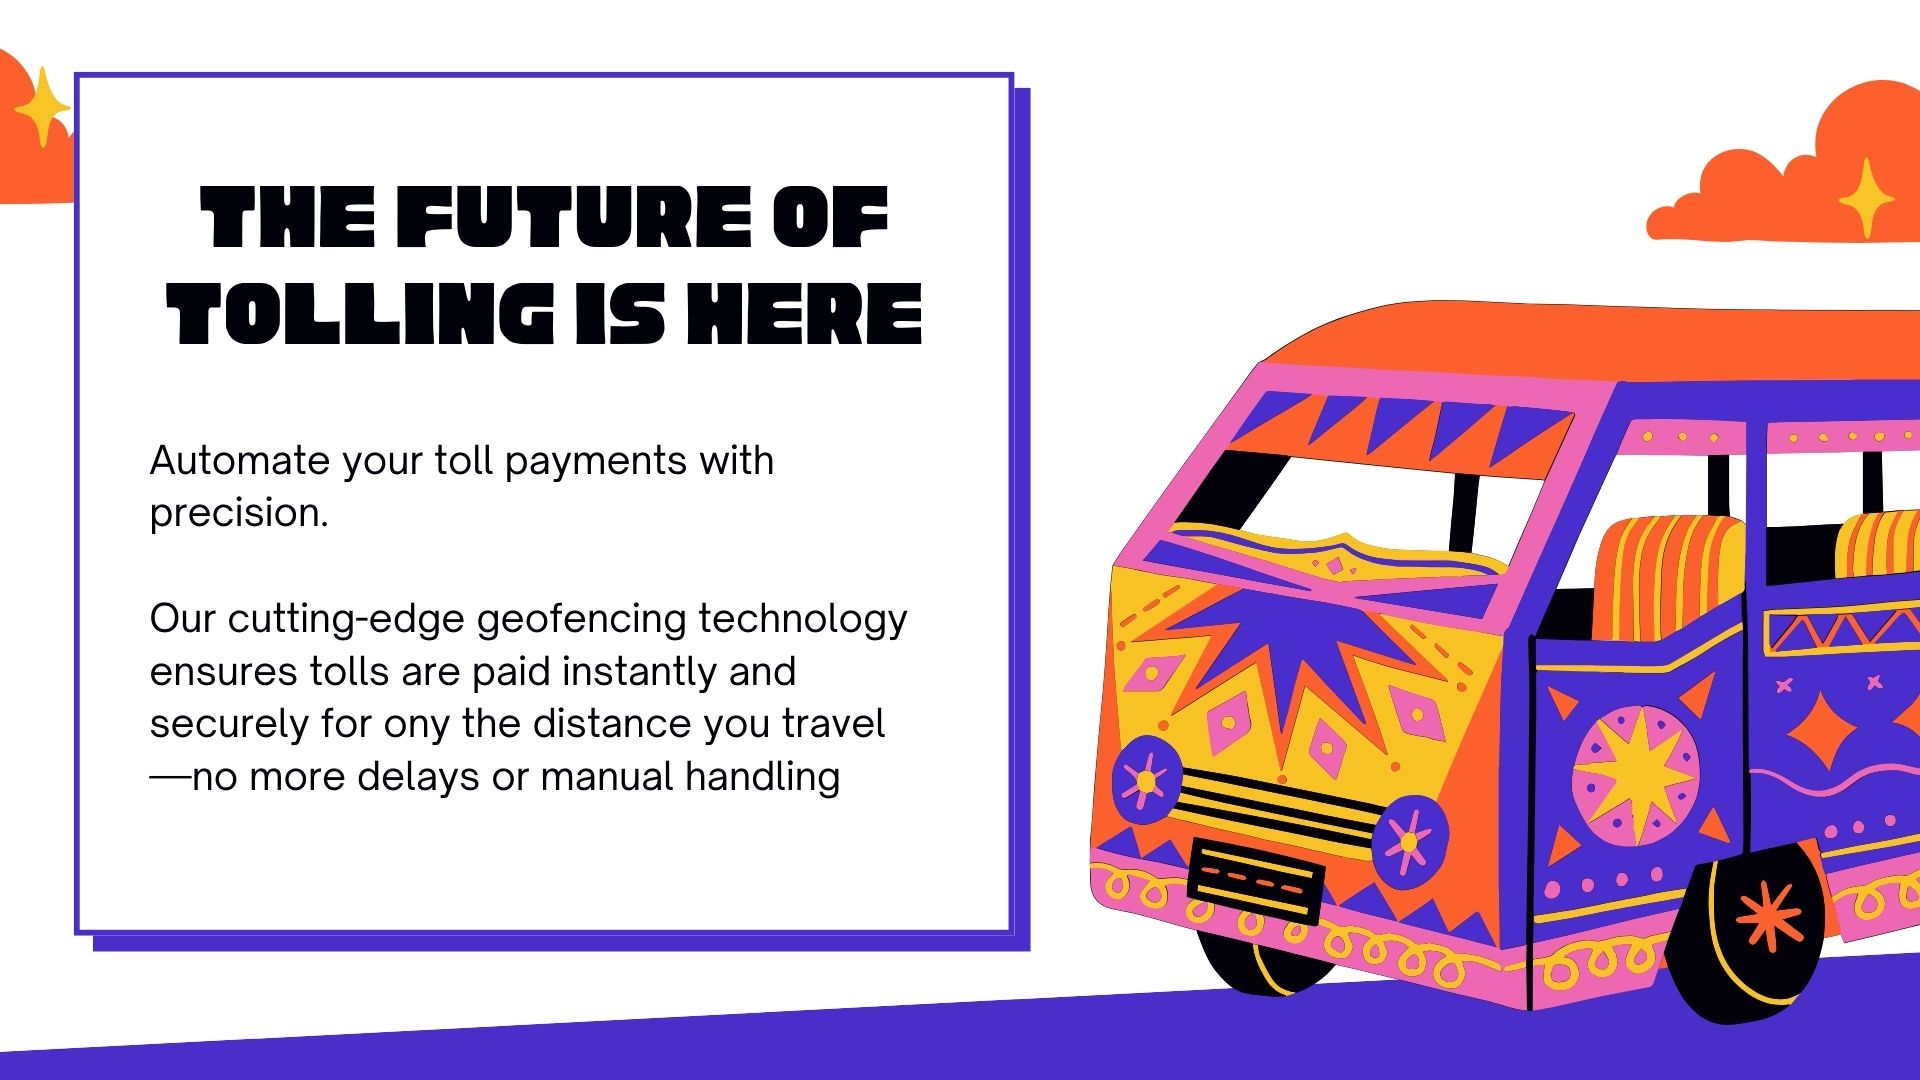 THE FUTURE OF
TOLLING IS HERE
Automate your toll payments with
precision.
Our cutting-edge geofencing technology
ensures tolls are paid instantly and
securely for ony the distance you travel
—no more delays or manual handling